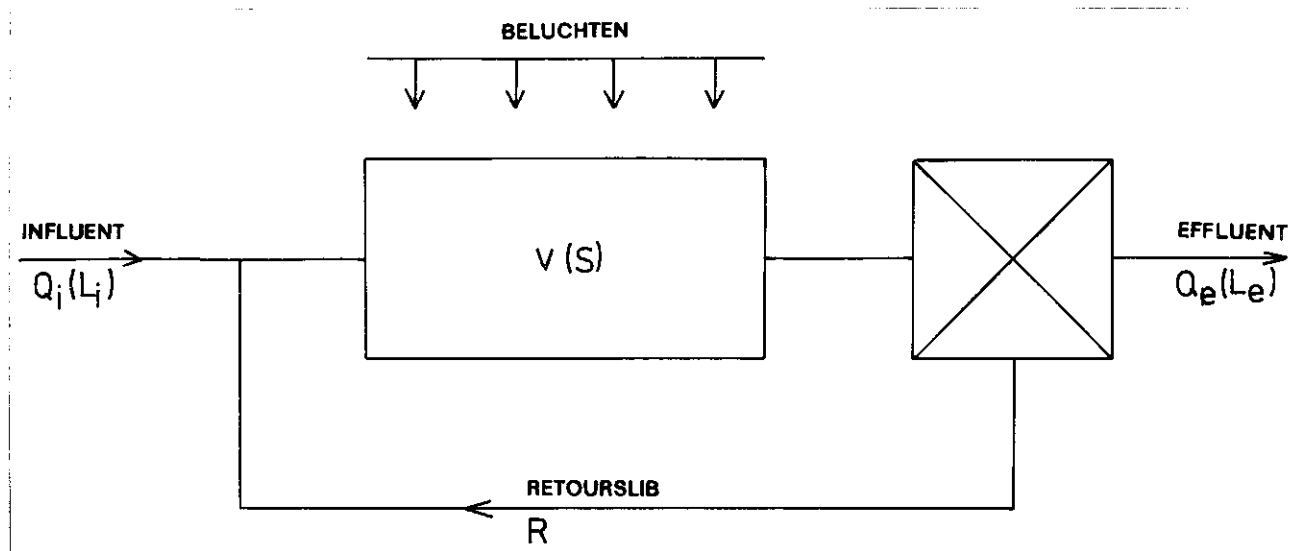 BELUCHTEN
INFLUENT
Qi(Li)
V(S)
EFFLUENT
Qe(Le)
RETOURSLIB
R